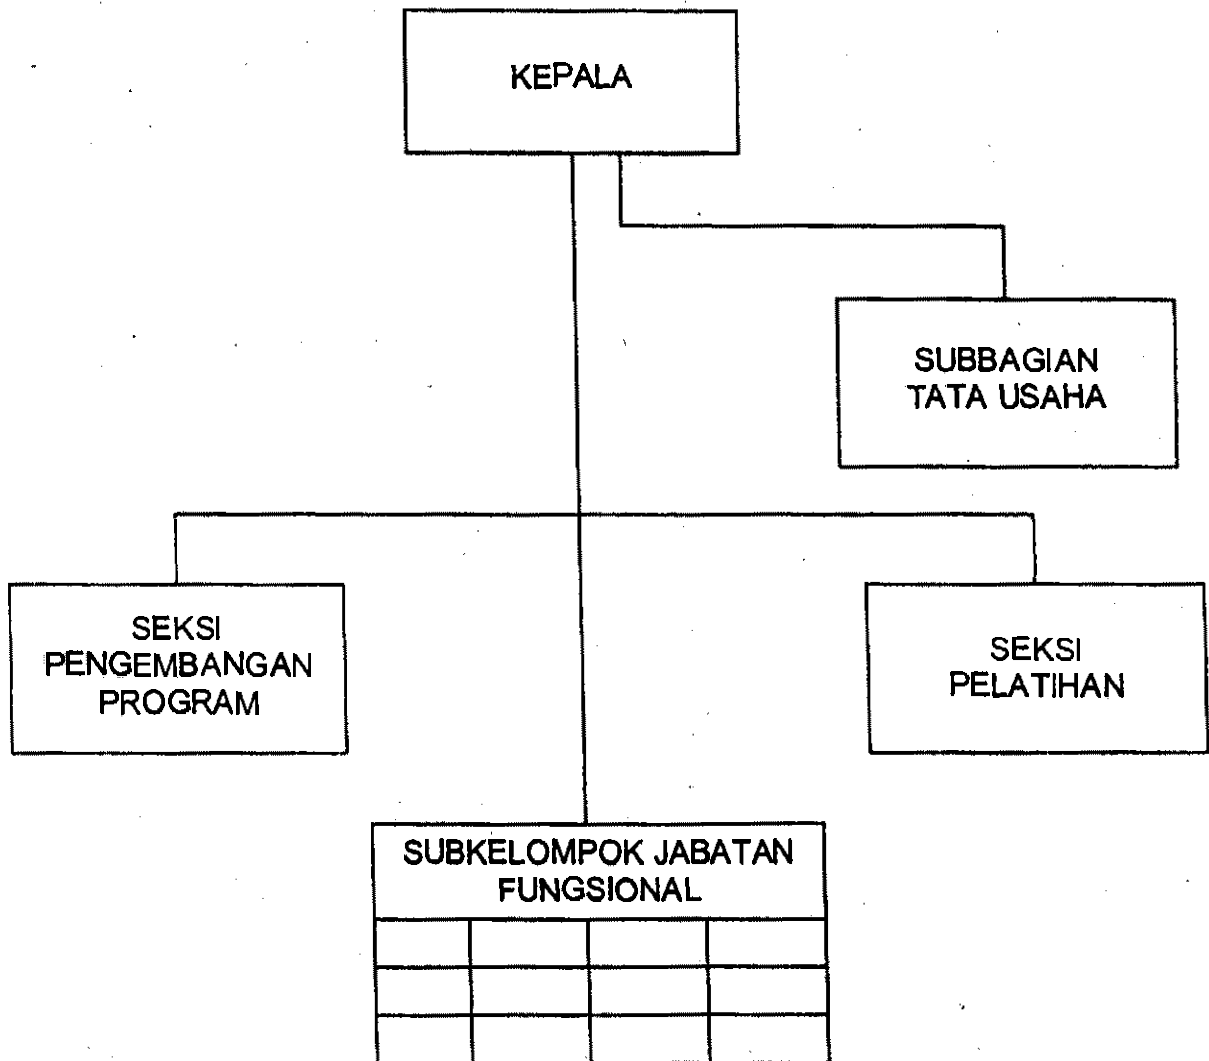 KEPALA
SUBBAGIAN
TATA USAHA
SEKSI
PENGEMBANGAN
PROGRAM
SEKSI
PELATIHAN
SUBKELOMPOK JABATAN
FUNGSIONAL